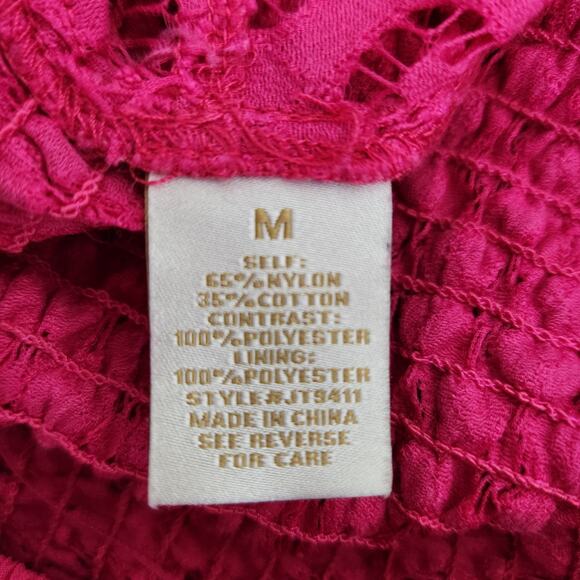 M
SELF:
65%NYLON
35%COTTON
CONTRAST:
100%POLYESTER
LINING:
100%POLYESTER
STYLE#JT9411
MADE IN CHINA
SEE REVERSE
FOR CARE